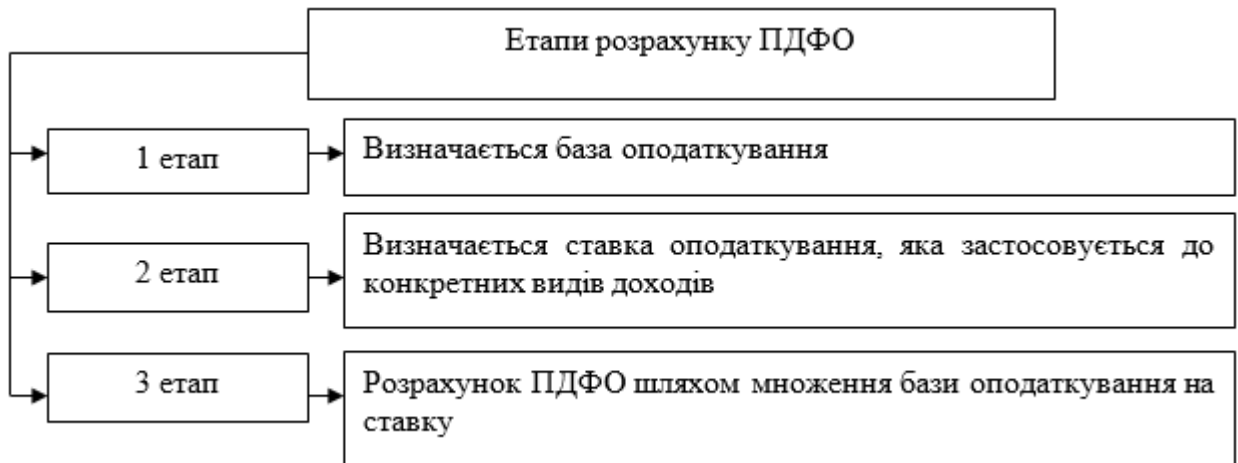 Етапи розрахунку ПДФО
1 етап
Визначається база оподаткування
2 етап
Визначається ставка оподаткування, яка застосовується до
конкретних видів доходів
3 етап
Розрахунок ПДФО шляхом множення бази оподаткування на
ставку